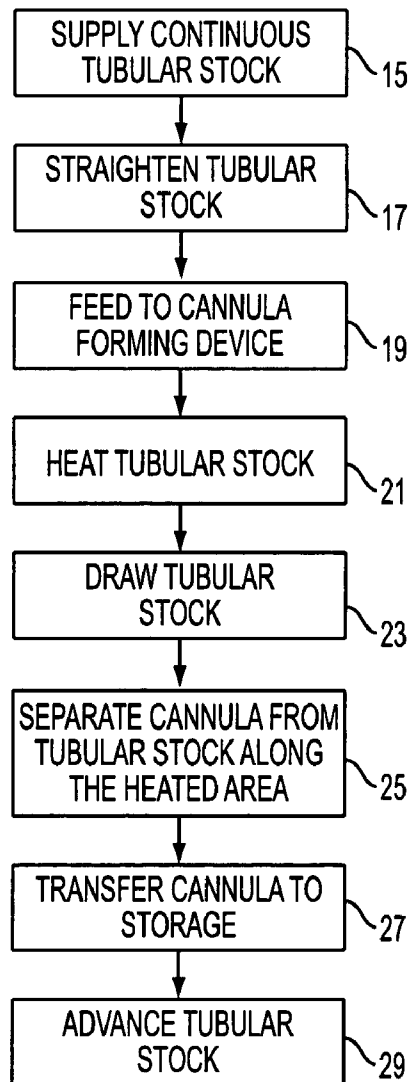 SUPPLY CONTINUOUS
TUBULAR STOCK
15
STRAIGHTEN TUBULAR
STOCK
17
FEED TO CANNULA
FORMING DEVICE
19
HEAT TUBULAR STOCK
21
DRAW TUBULAR
STOCK
23
SEPARATE CANNULA FROM
TUBULAR STOCK ALONG
THE HEATED AREA
25
TRANSFER CANNULA TO
STORAGE
27
ADVANCE TUBULAR
STOCK
29